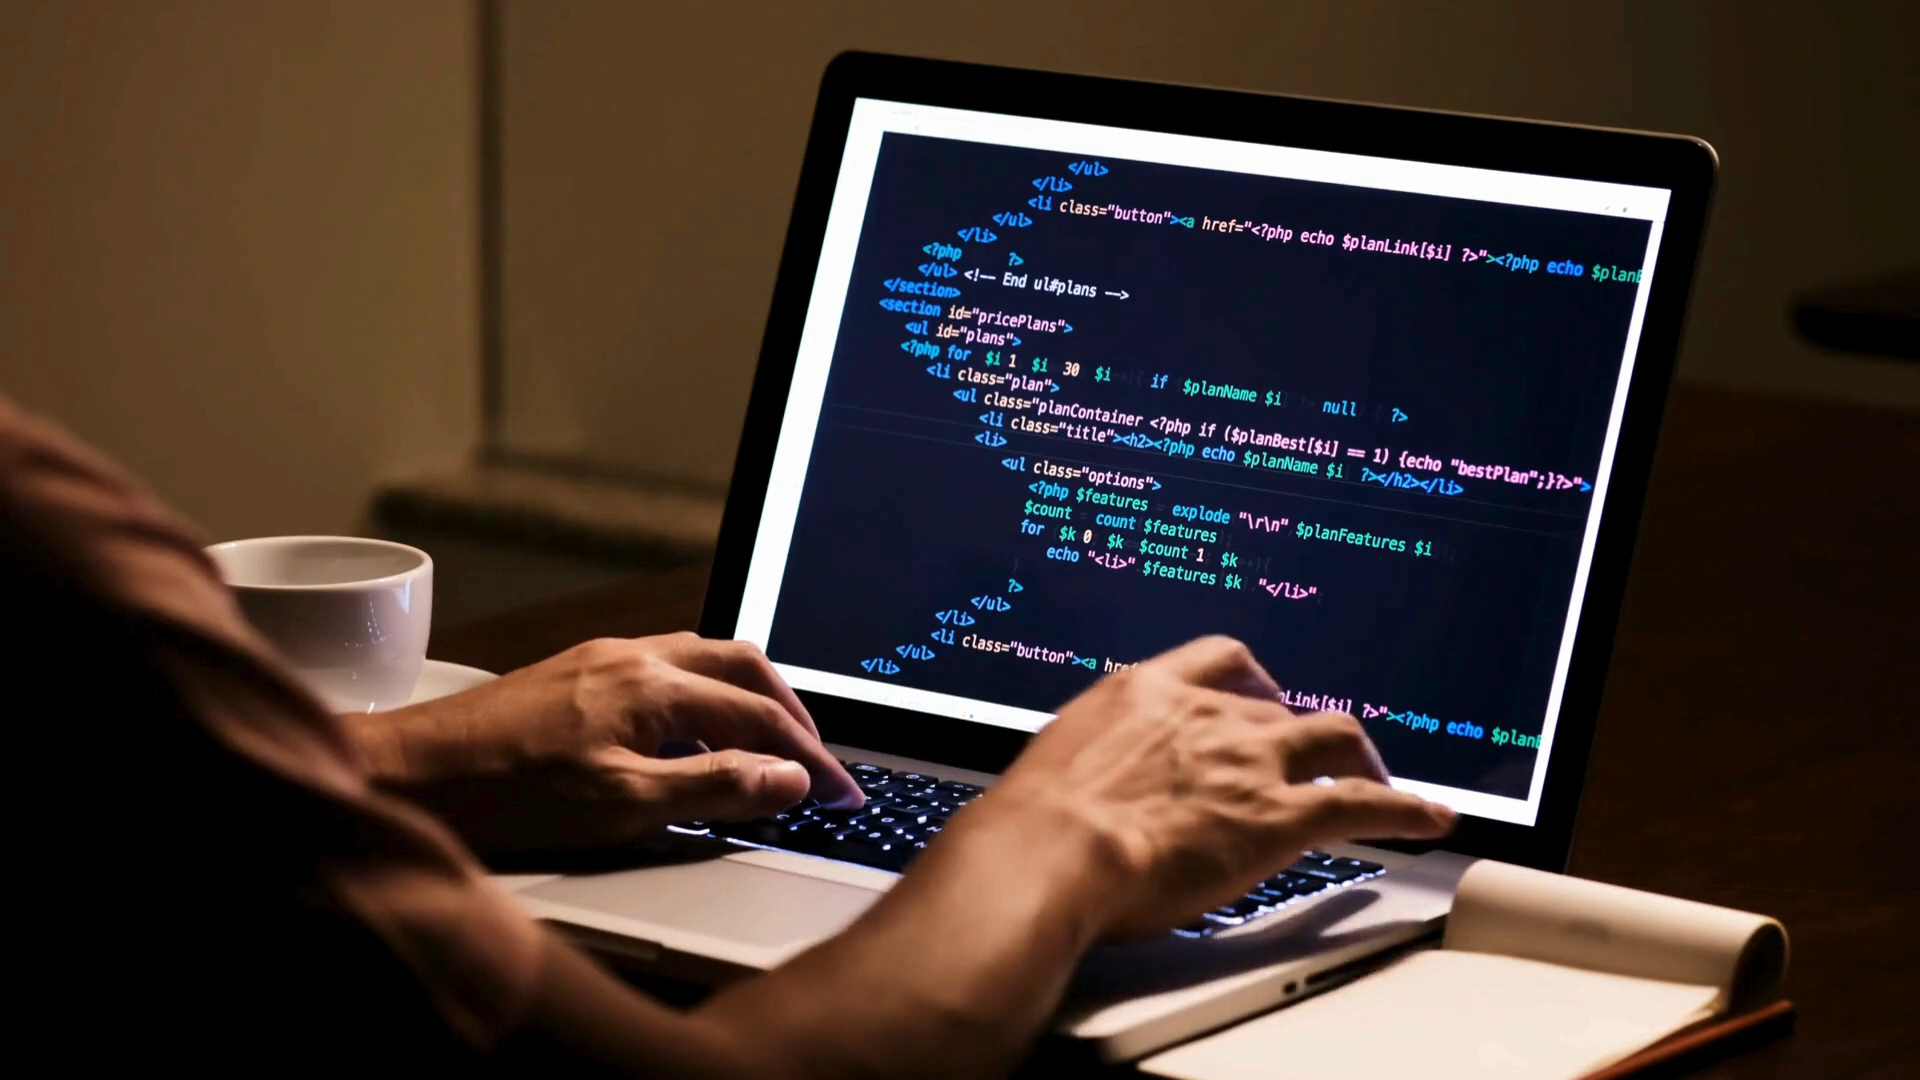 </ul>
</li>
<li class="button"><a href="<?php echo $planLink[$i] ?>"><?php echo $planB
</ul>
</li>
<?php ?>
</ul> <!-- End ul#plans -->
</section>
<section id="pricePlans">
<ul id="plans">
<?php for $i 1 $i 30 $i if $planName $i null ?>
<li class="plan">
<ul class="planContainer <?php if ($planBest[$i] == 1) {echo "bestPlan";}?>">
<li class="title"><h2><?php echo $planName $i ?></h2></li>
<li>
<ul class="options">
<?php $features = explode "\r\n" $planFeatures $i
$count = count $features
for $k 0 $k $count 1 $k
echo "<li>" $features $k "</li>"
?>
</ul>
</li>
<li class="button"><a href Link[$i] ?>"><?php echo $planB
</ul>
</li>